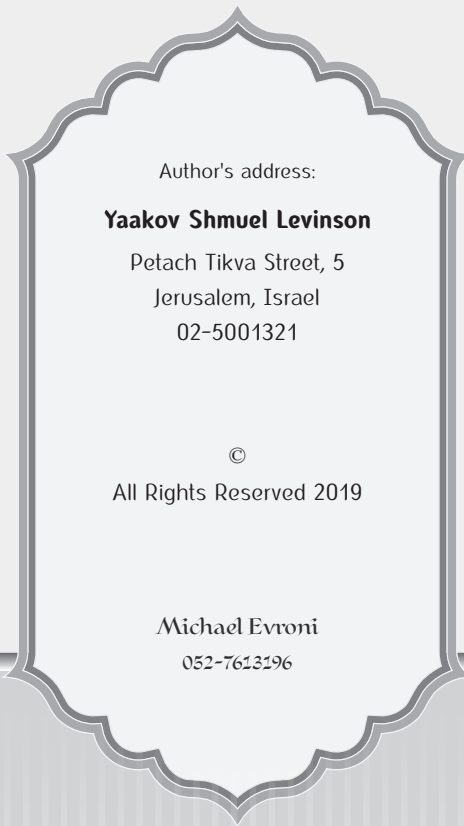 Author's address:
Yaakov Shmuel Levinson
Petach Tikva Street, 5
Jerusalem, Israel
02-5001321
©
All Rights Reserved 2019
Michael Evroni
052-7613196